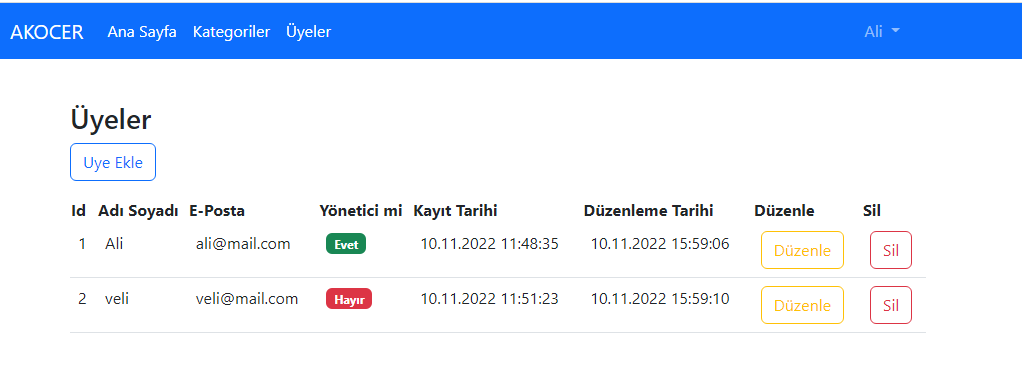 AKOCER Ana Sayfa Kategoriler Üyeler Ali
Üyeler
Uye Ekle
Id Adı Soyadı E-Posta Yönetici mi Kayıt Tarihi Düzenleme Tarihi Düzenle Sil
1 Ali ali@mail.com Evet 10.11.2022 11:48:35 10.11.2022 15:59:06 Düzenle Sil
2 veli veli@mail.com Hayır 10.11.2022 11:51:23 10.11.2022 15:59:10 Düzenle Sil